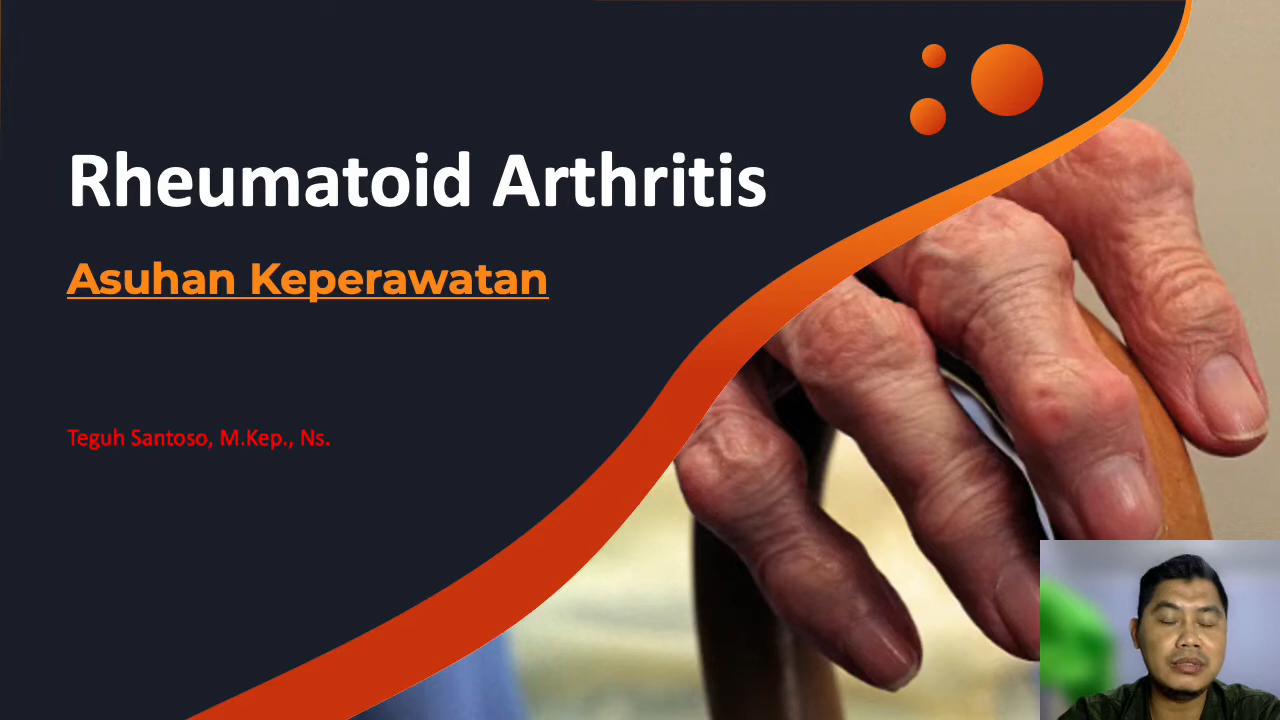 Rheumatoid Arthritis
Asuhan Keperawatan
Teguh Santoso, M.Kep., Ns.